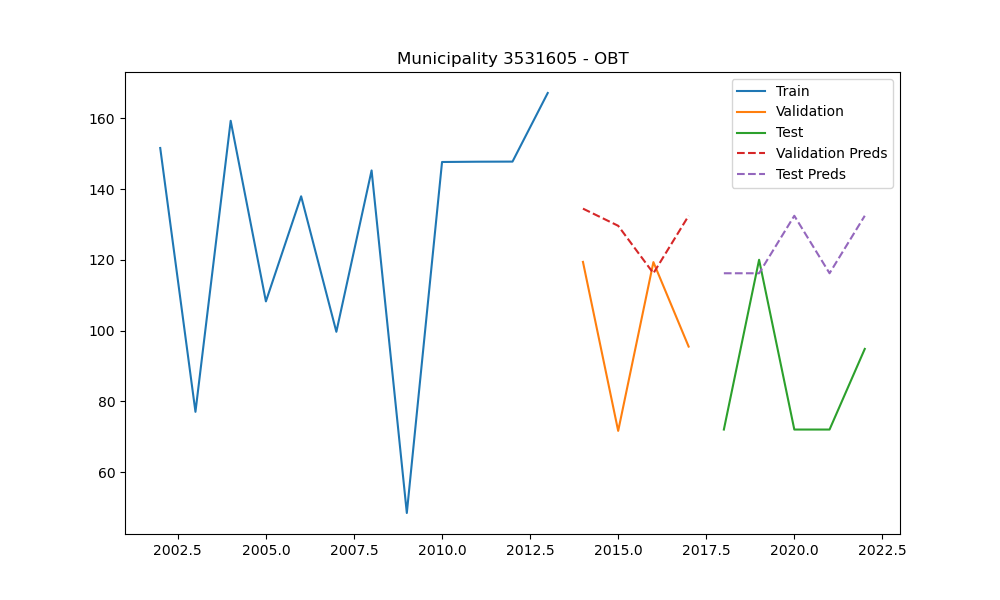 Municipality 3531605 - OBT
Train
Validation
Test
Validation Preds
Test Preds
160
140
120
100
80
60
2002.5 2005.0 2007.5 2010.0 2012.5 2015.0 2017.5 2020.0 2022.5